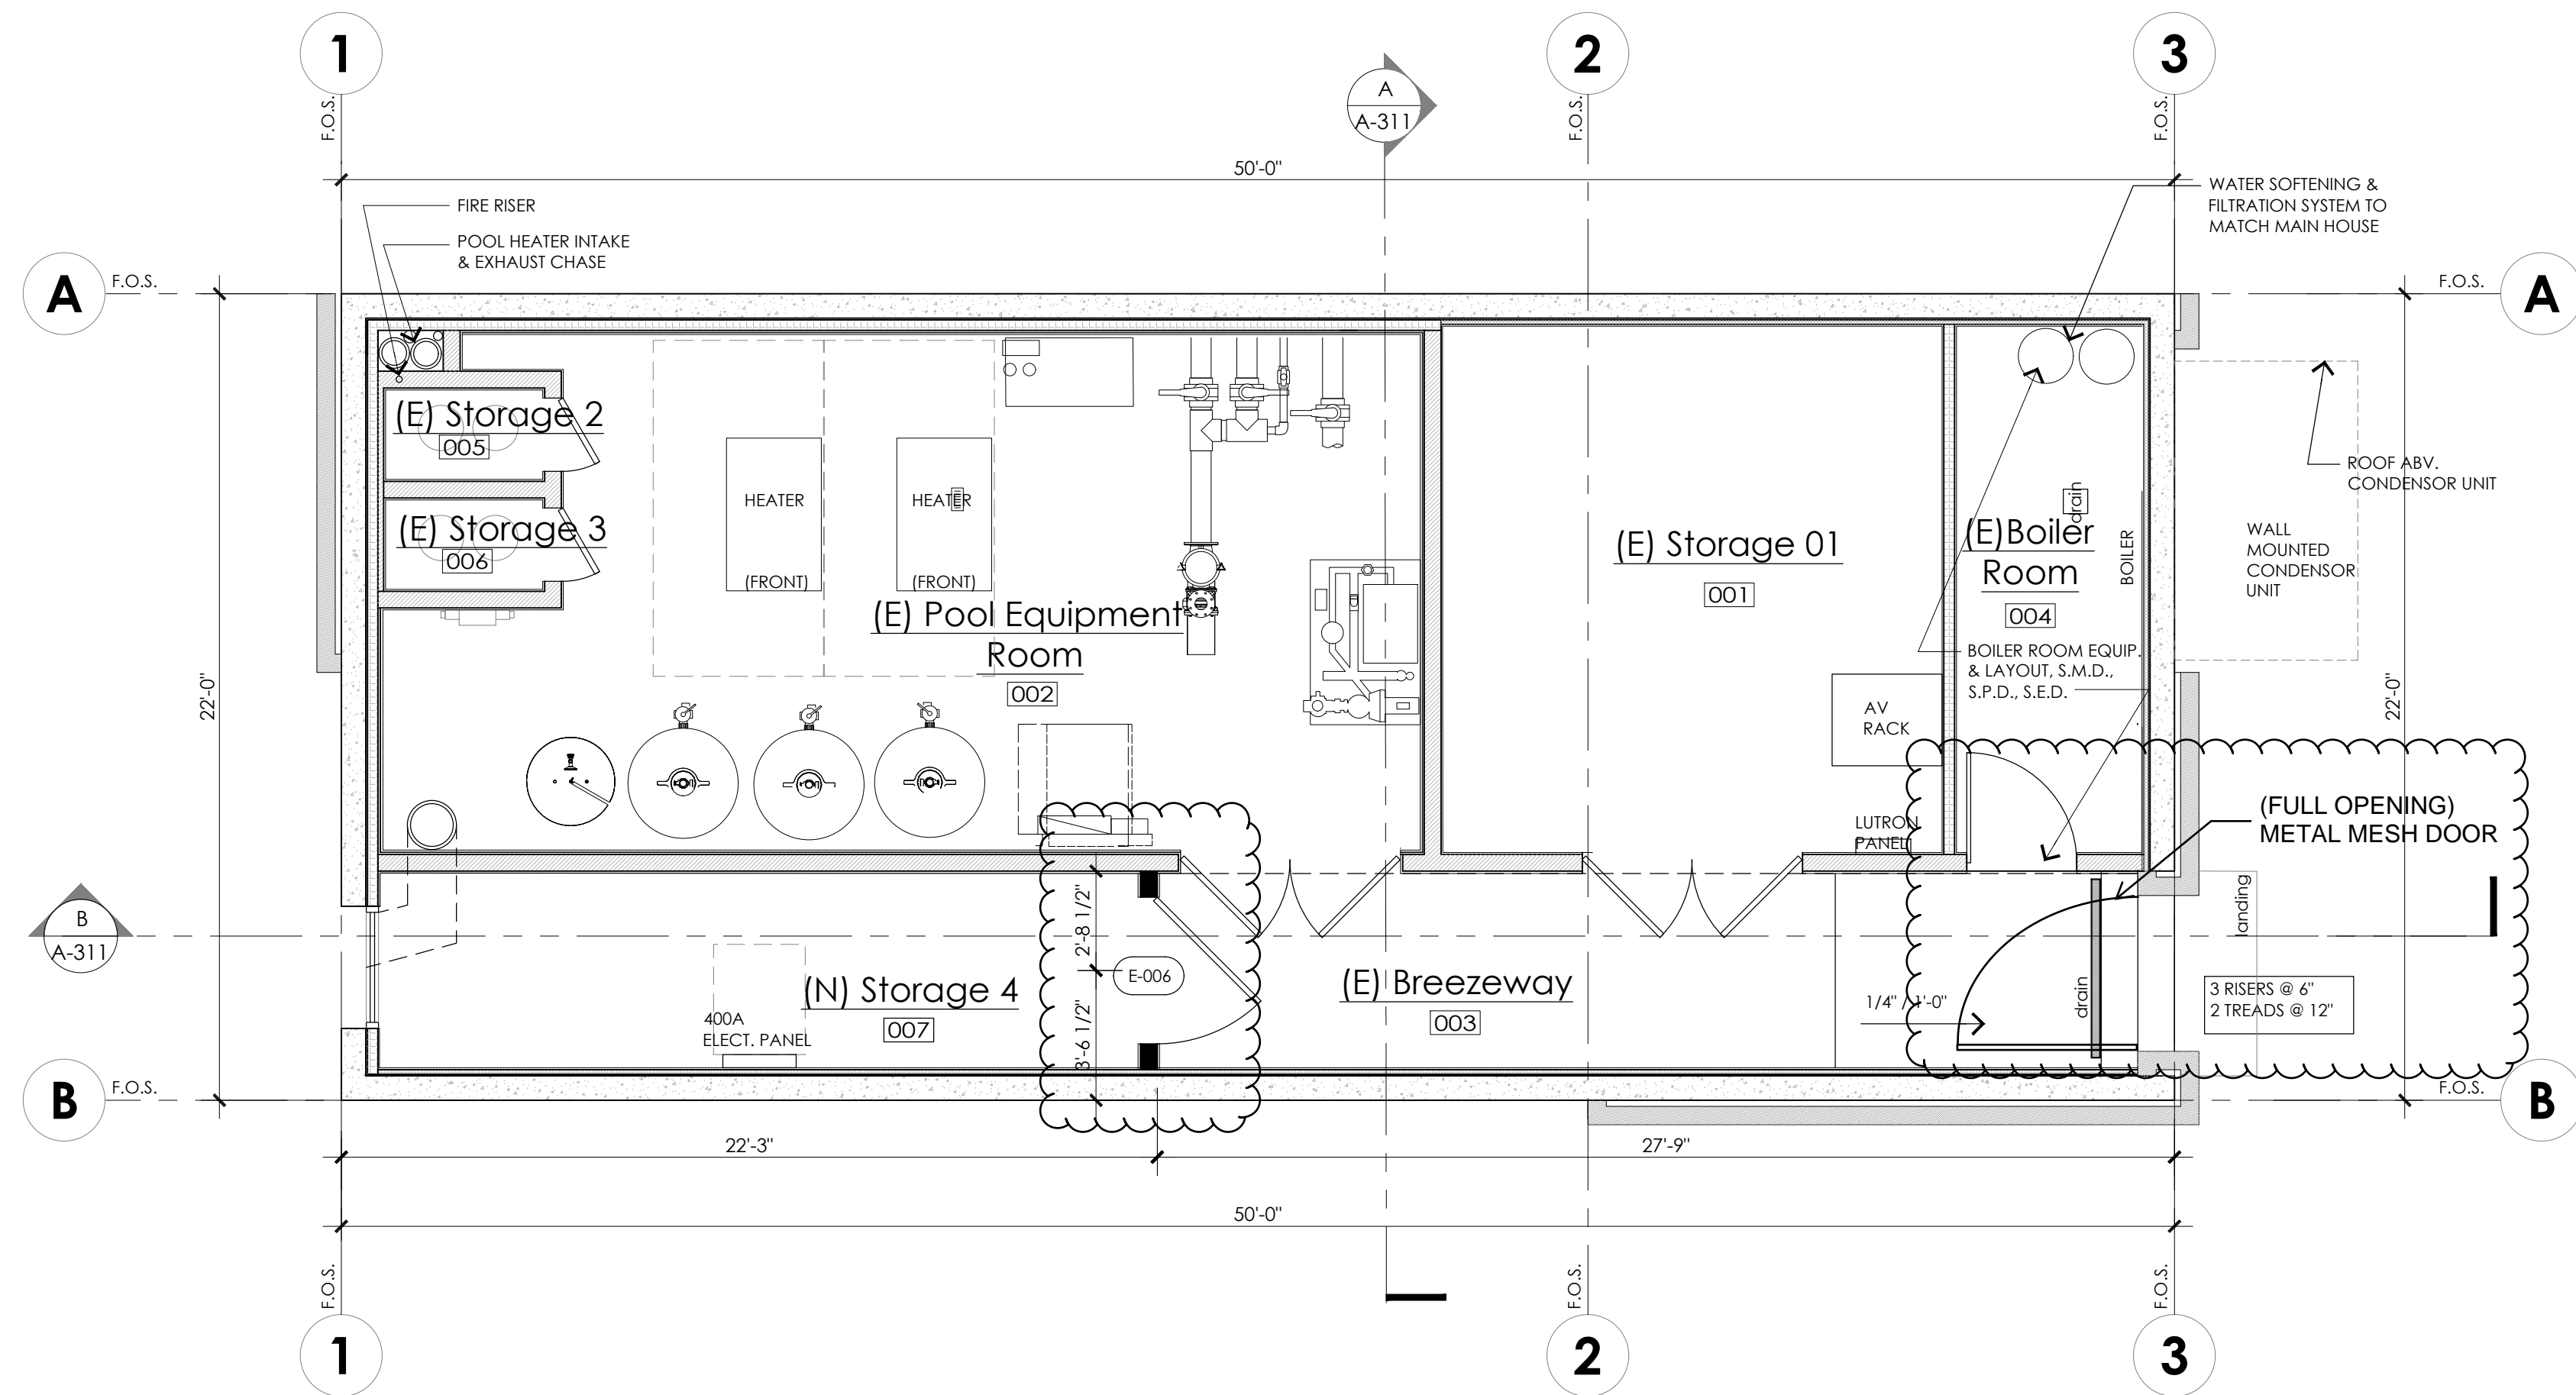 1
2
3
F.O.S.
F.O.S.
F.O.S.
A
A-311
50'-0"
FIRE RISER
POOL HEATER INTAKE
& EXHAUST CHASE
WATER SOFTENING &
FILTRATION SYSTEM TO
MATCH MAIN HOUSE
A
F.O.S.
F.O.S.
A
(E) Storage 2
005
(E) Storage 3
006
HEATER
(FRONT)
HEATER
(FRONT)
(E) Pool Equipment
Room
002
(E) Storage 01
001
drain
(E)Boiler
Room
004
BOILER
BOILER ROOM EQUIP.
& LAYOUT, S.M.D.,
S.P.D., S.E.D.
ROOF ABV.
CONDENSOR UNIT
WALL
MOUNTED
CONDENSOR
UNIT
22'-0"
22'-0"
AV
RACK
LUTRON
PANEL
(FULL OPENING)
METAL MESH DOOR
B
A-311
2'-8 1/2"
3'-6 1/2"
E-006
(N) Storage 4
007
400A
ELECT. PANEL
(E) Breezeway
003
1/4" / 1'-0"
drain
landing
3 RISERS @ 6"
2 TREADS @ 12"
B
F.O.S.
F.O.S.
B
22'-3"
27'-9"
50'-0"
F.O.S.
F.O.S.
F.O.S.
1
2
3